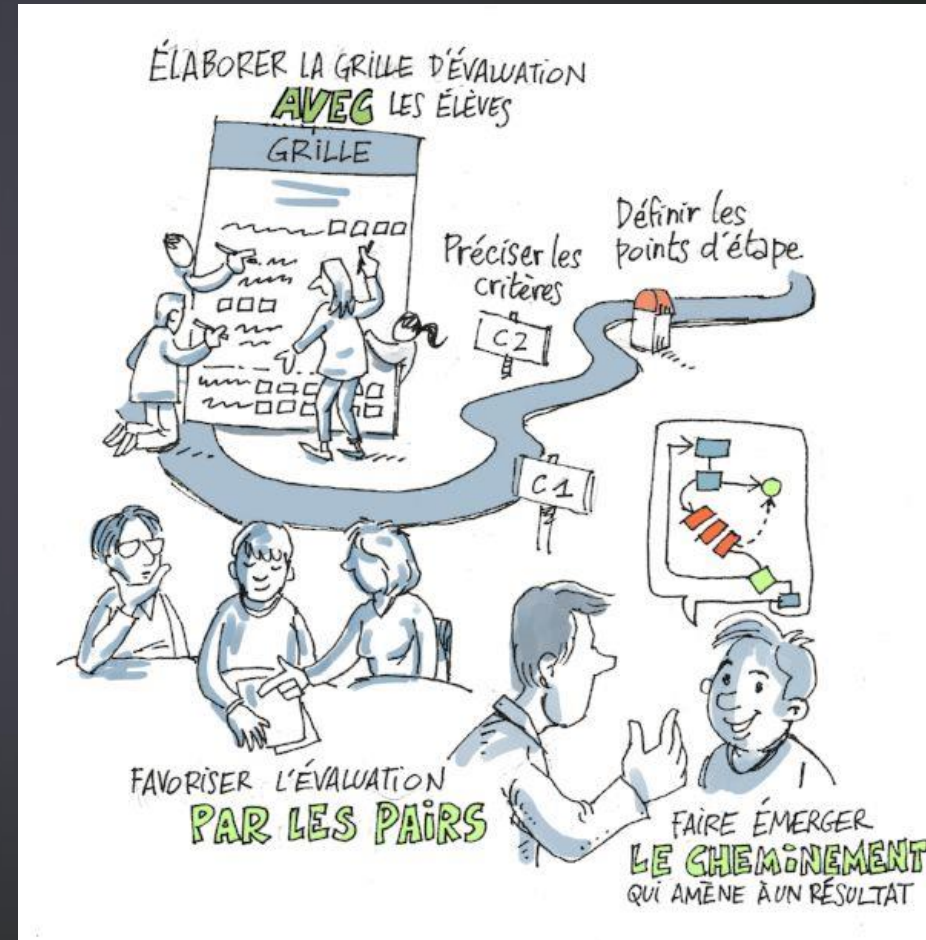 ÉLABORER LA GRILLE D'ÉVALUATION
AVEC LES ÉLÈVES
GRILLE
Définir les
points d'étape
Préciser les
critères
C2
C1
FAVORISER L'ÉVALUATION
PAR LES PAIRS
FAIRE ÉMERGER
LE CHEMINEMENT
QUI AMÈNE À UN RÉSULTAT